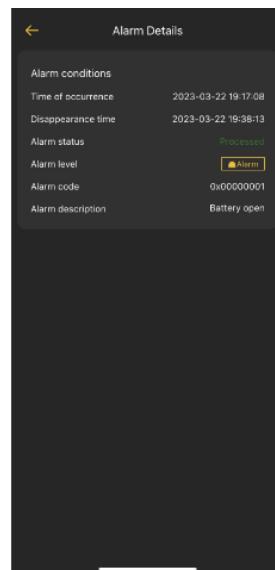 Alarm Details
Alarm conditions
Time of occurrence 2023-03-22 19:17:08
Disappearance time 2023-03-22 19:38:13
Alarm status Processed
Alarm level Alarm
Alarm code 0x00000001
Alarm description Battery open